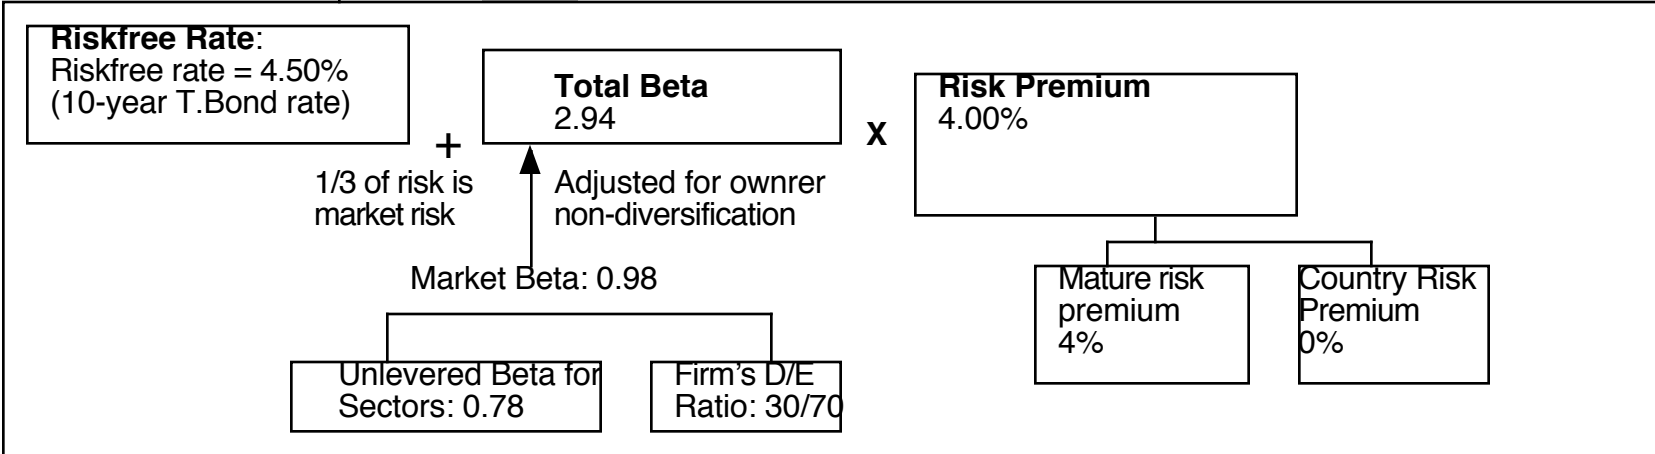 Riskfree Rate:
Riskfree rate = 4.50%
(10-year T.Bond rate)
+
Total Beta
2.94
X
Risk Premium
4.00%
1/3 of risk is
market risk
Adjusted for ownrer
non-diversification
Market Beta: 0.98
Unlevered Beta for
Sectors: 0.78
Firm's D/E
Ratio: 30/70
Mature risk
premium
4%
Country Risk
Premium
0%